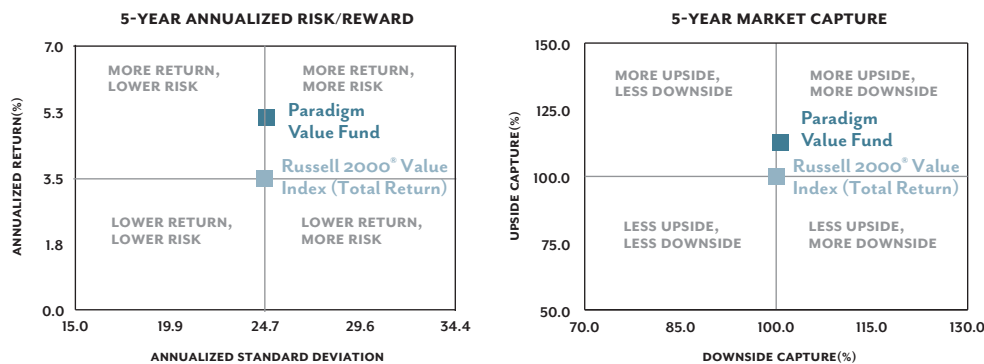 5-YEAR ANNUALIZED RISK/REWARD
7.0
5.3
3.5
1.8
0.0
ANNUALIZED RETURN(%)
MORE RETURN,
LOWER RISK
MORE RETURN,
MORE RISK
Paradigm
Value Fund
Russell 2000® Value
Index (Total Return)
LOWER RETURN,
LOWER RISK
LOWER RETURN,
MORE RISK
15.0 19.9 24.7 29.6 34.4
ANNUALIZED STANDARD DEVIATION
5-YEAR MARKET CAPTURE
150.0
125.0
100.0
75.0
50.0
UPSIDE CAPTURE(%)
MORE UPSIDE,
LESS DOWNSIDE
MORE UPSIDE,
MORE DOWNSIDE
Paradigm
Value Fund
Russell 2000® Value
Index (Total Return)
LESS UPSIDE,
LESS DOWNSIDE
LESS UPSIDE,
MORE DOWNSIDE
70.0 85.0 100.0 115.0 130.0
DOWNSIDE CAPTURE(%)